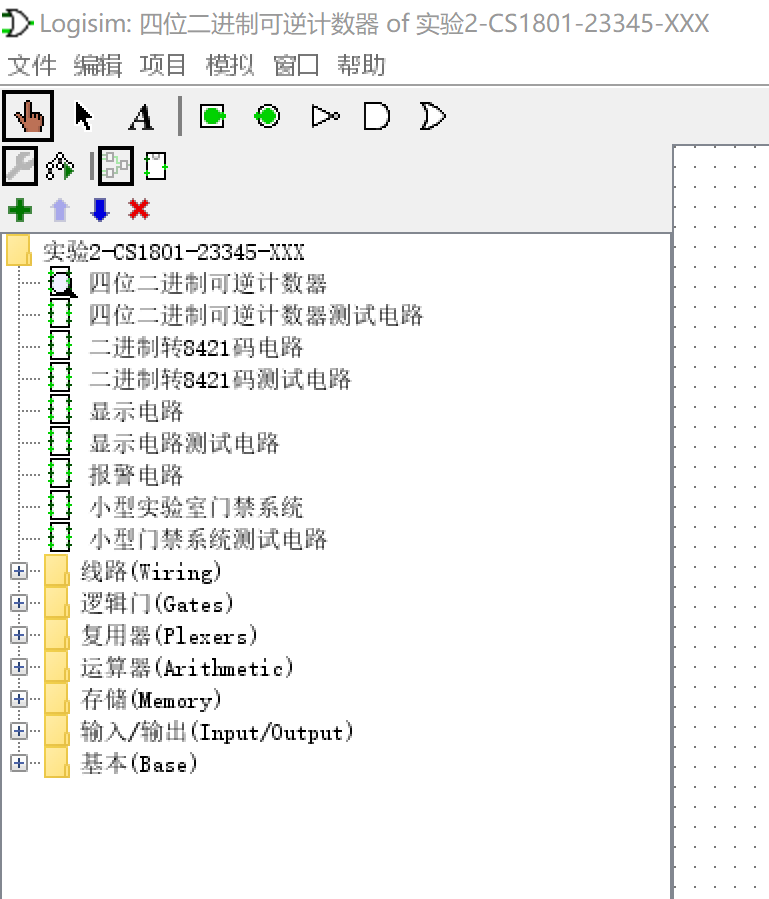 Logisim: 四位二进制可逆计数器 of 实验2-CS1801-23345-XXX
文件 编辑 项目 模拟 窗口 帮助
A
实验2-CS1801-23345-XXX
四位二进制可逆计数器
四位二进制可逆计数器测试电路
二进制转8421码电路
二进制转8421码测试电路
显示电路
显示电路测试电路
报警电路
小型实验室门禁系统
小型门禁系统测试电路
线路(Wiring)
逻辑门(Gates)
复用器(Plexers)
运算器(Arithmetic)
存储(Memory)
输入/输出(Input/Output)
基本(Base)